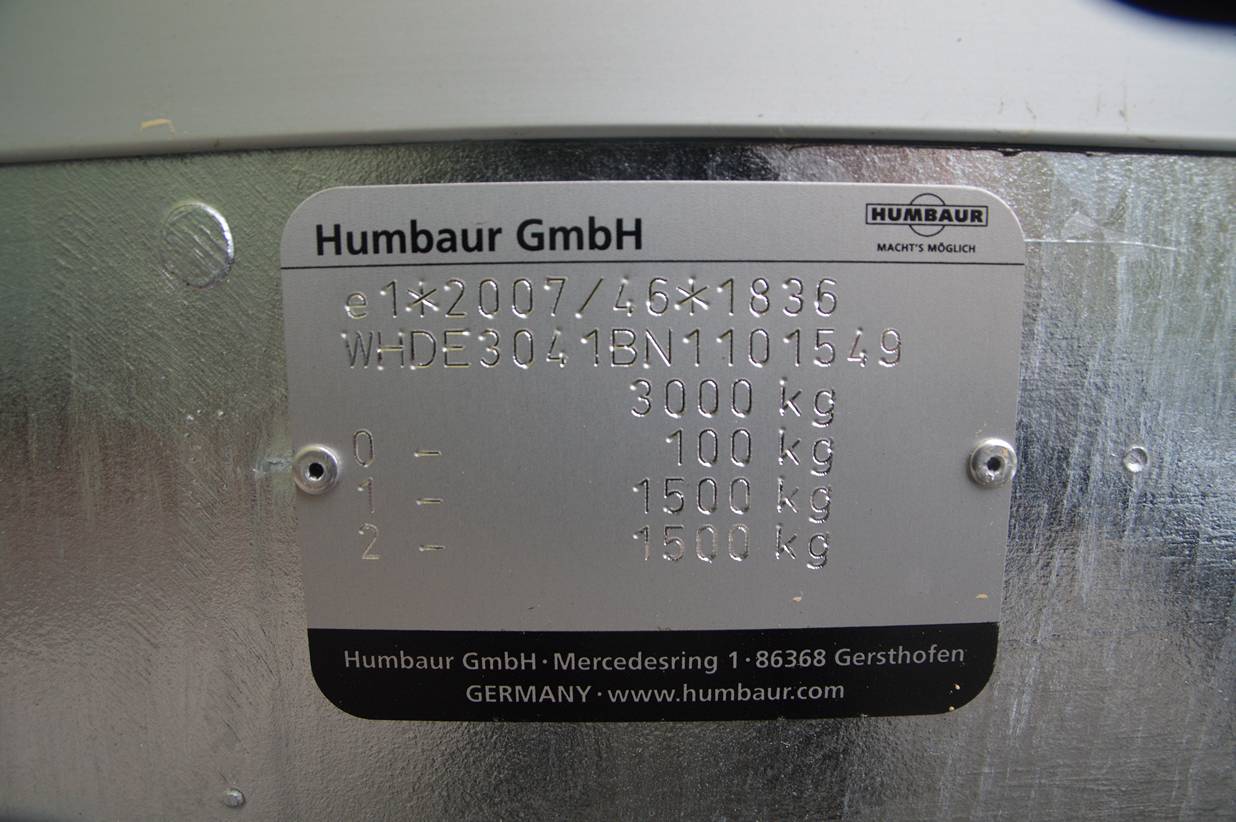 Humbaur GmbH
HUMBAUR
MACHT'S MÖGLICH
e1*2007/46*1836
WHDE3041BN1101549
3000 kg
0 - 100 kg
1 - 1500 kg
2 - 1500 kg
Humbaur GmbH · Mercedesring 1 · 86368 Gersthofen
GERMANY · www.humbaur.com